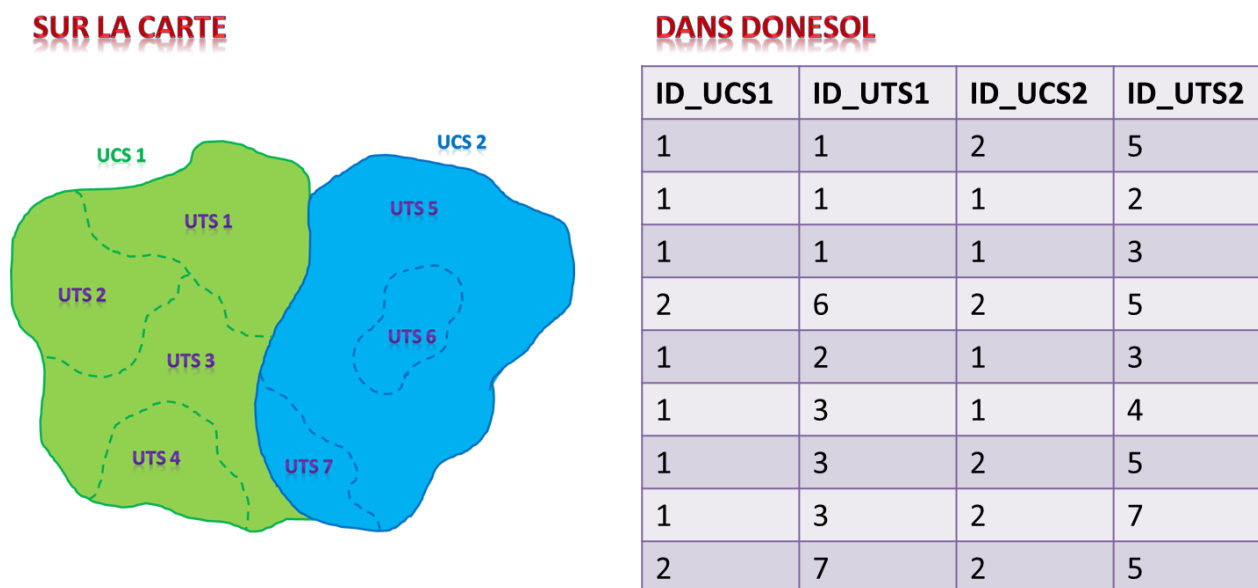 SUR LA CARTE
UCS 1
UCS 2
UTS 1
UTS 5
UTS 2
UTS 6
UTS 3
UTS 4
UTS 7
DANS DONESOL
ID_UCS1 ID_UTS1 ID_UCS2 ID_UTS2
1 1 2 5
1 1 1 2
1 1 1 3
2 6 2 5
1 2 1 3
1 3 1 4
1 3 2 5
1 3 2 7
2 7 2 5